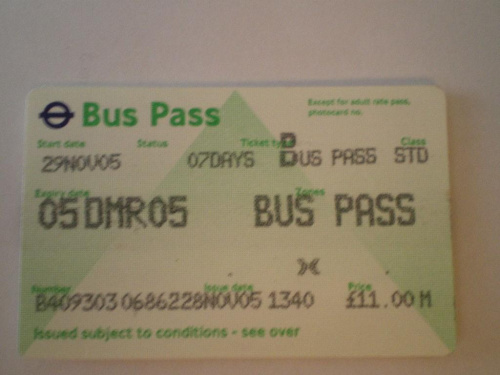 Bus Pass
Except for adult rate pass,
photocard no.
Start date Status Ticket type Class
29NOV05 07DAYS BUS PASS STD
Expiry date Zones
05DMR05 BUS PASS
Number Issue date Price
B409303 0686228NOV05 1340 £11.00M
Issued subject to conditions - see over